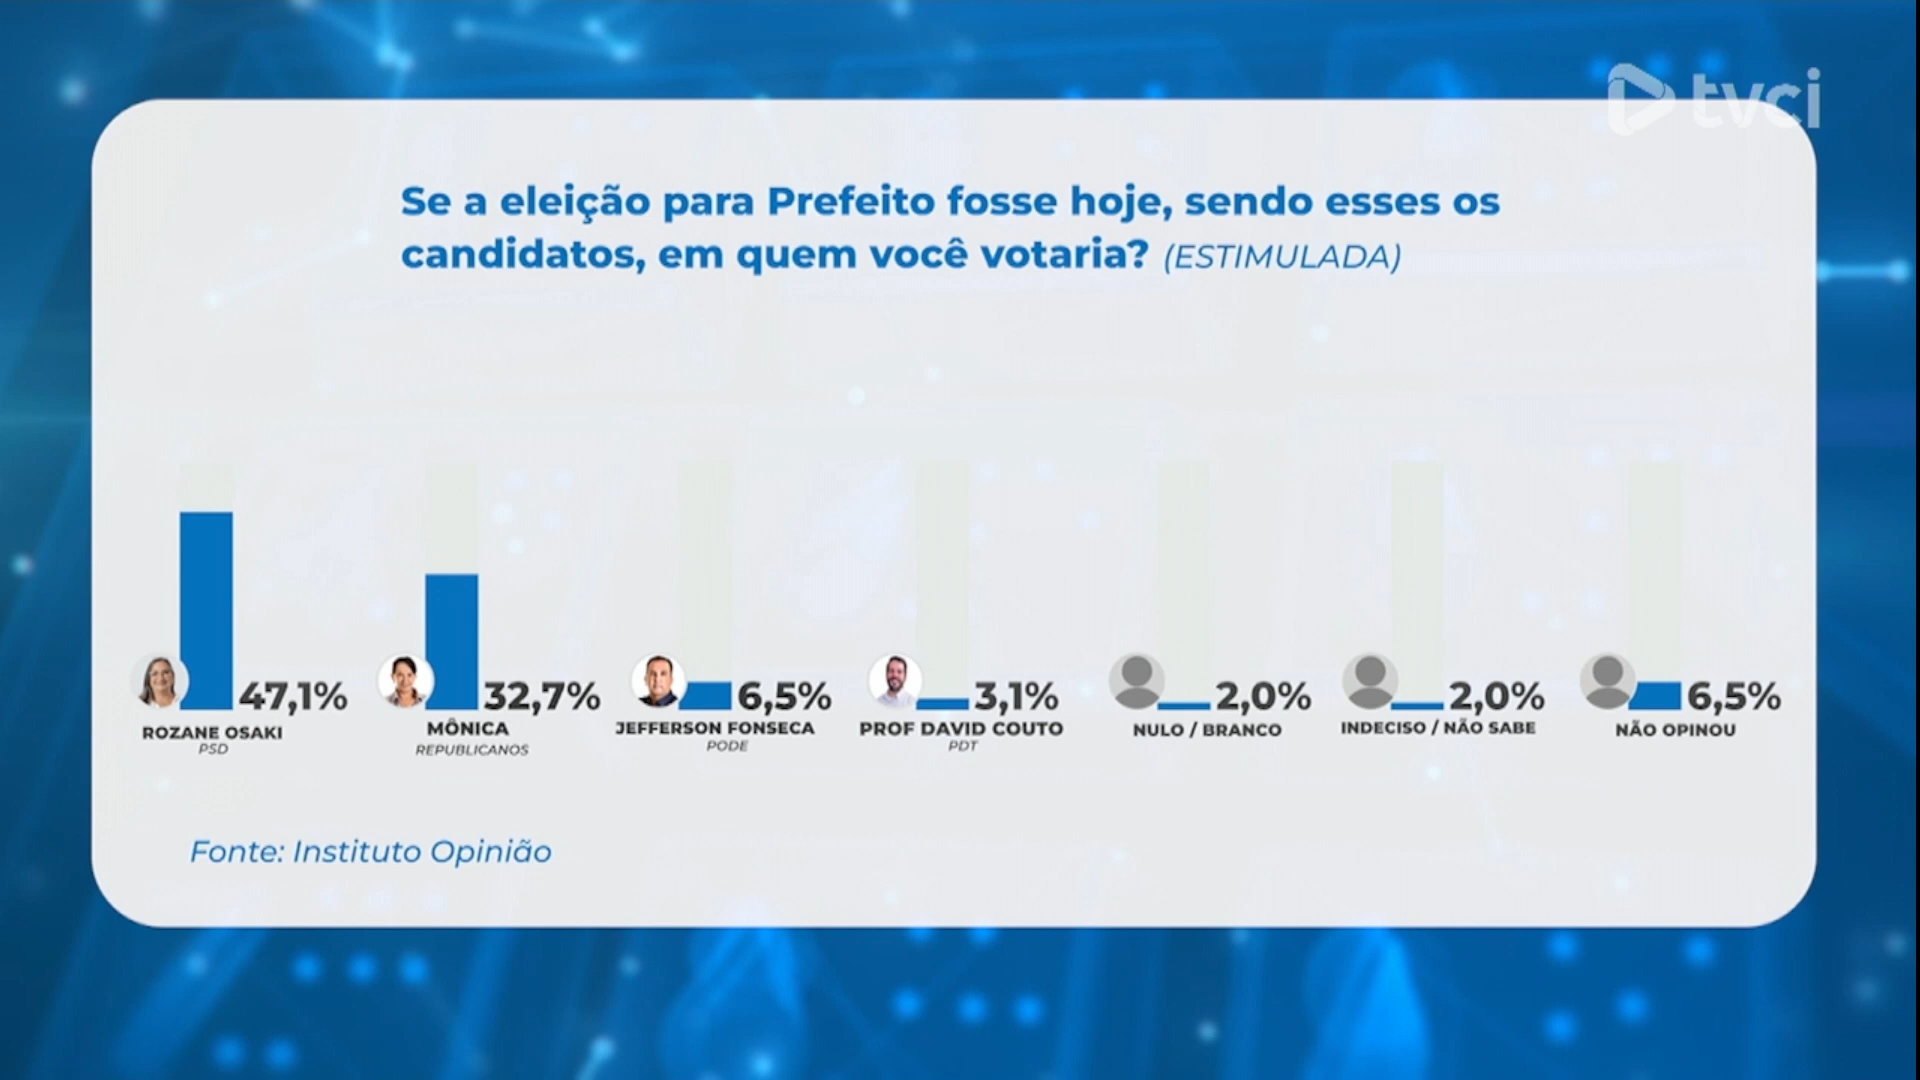 tvci
Se a eleição para Prefeito fosse hoje, sendo esses os
candidatos, em quem você votaria? (ESTIMULADA)
47,1%
ROZANE OSAKI
PSD
32,7%
MÔNICA
REPUBLICANOS
6,5%
JEFFERSON FONSECA
PODE
3,1%
PROF DAVID COUTO
PDT
2,0%
NULO / BRANCO
2,0%
INDECISO / NÃO SABE
6,5%
NÃO OPINOU
Fonte: Instituto Opinião